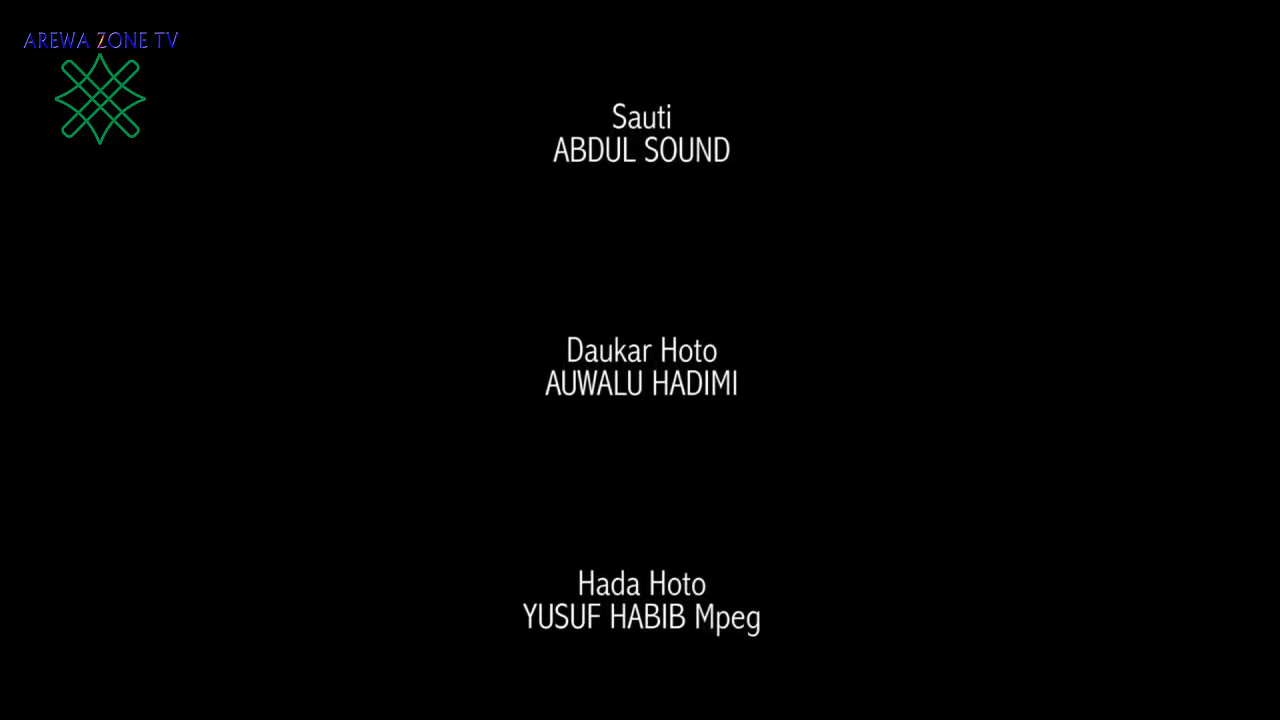 AREWA ZONE TV
Sauti
ABDUL SOUND
Daukar Hoto
AUWALU HADIMI
Hada Hoto
YUSUF HABIB Mpeg